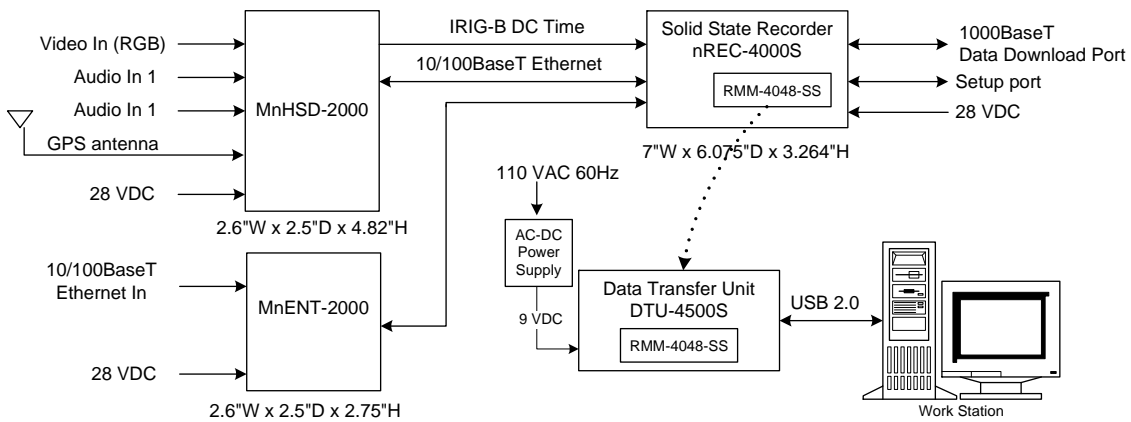 Video In (RGB)
Audio In 1
Audio In 1
GPS antenna
28 VDC
MnHSD-2000
2.6"W x 2.5"D x 4.82"H
IRIG-B DC Time
10/100BaseT Ethernet
Solid State Recorder
nREC-4000S
RMM-4048-SS
7"W x 6.075"D x 3.264"H
1000BaseT
Data Download Port
Setup port
28 VDC
10/100BaseT
Ethernet In
28 VDC
MnENT-2000
2.6"W x 2.5"D x 2.75"H
110 VAC 60Hz
AC-DC
Power
Supply
9 VDC
Data Transfer Unit
DTU-4500S
RMM-4048-SS
USB 2.0
Work Station